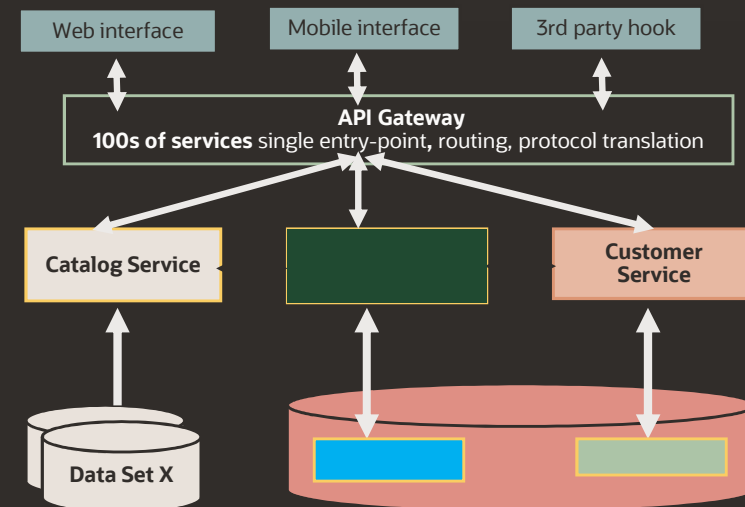 Web interface
Mobile interface
3rd party hook
API Gateway
100s of services single entry-point, routing, protocol translation
Catalog Service
Customer
Service
Data Set X